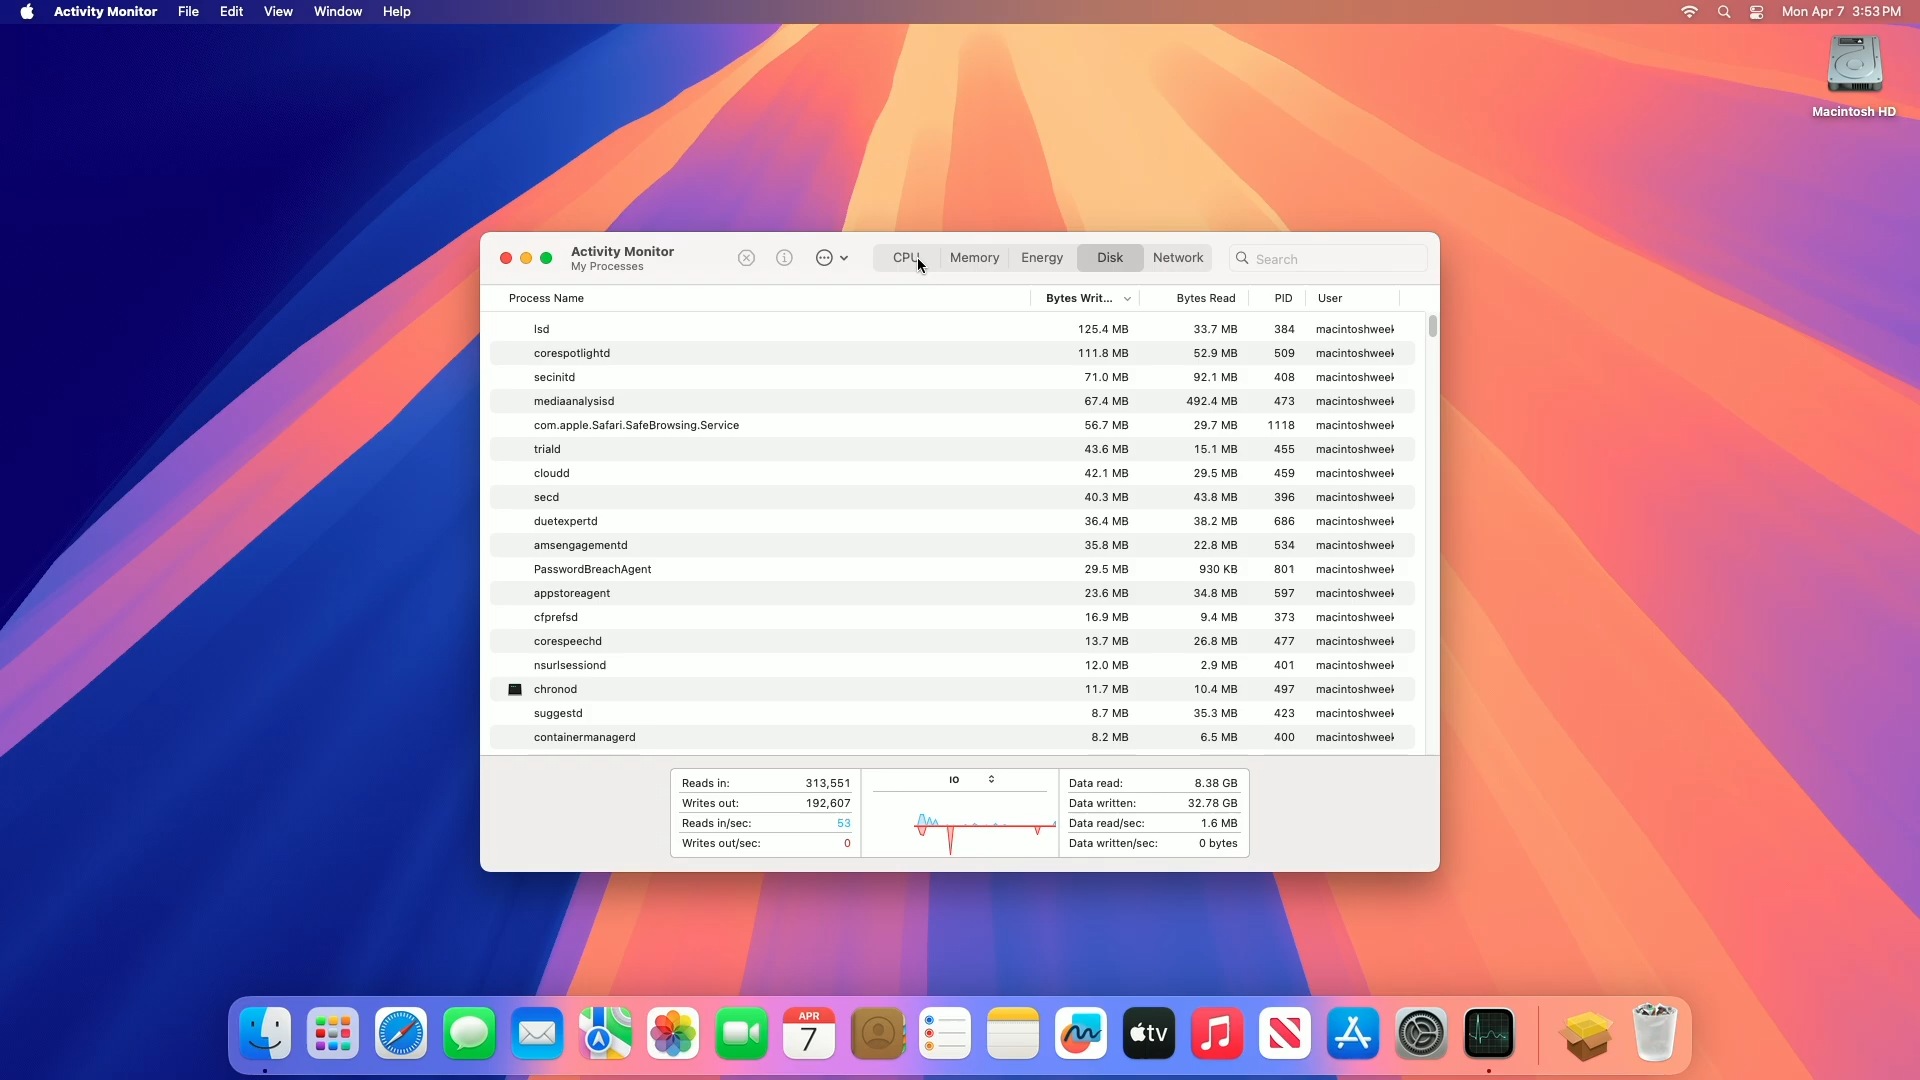 Activity Monitor File Edit View Window Help Mon Apr 7 3:53 PM
Macintosh HD
Activity Monitor
My Processes
CPU Memory Energy Disk Network Search
Process Name Bytes Writ... Bytes Read PID User
lsd 125.4 MB 33.7 MB 384 macintoshweek
corespotlightd 111.8 MB 52.9 MB 509 macintoshweek
secinitd 71.0 MB 92.1 MB 408 macintoshweek
mediaanalysisd 67.4 MB 492.4 MB 473 macintoshweek
com.apple.Safari.SafeBrowsing.Service 56.7 MB 29.7 MB 1118 macintoshweek
triald 43.6 MB 15.1 MB 455 macintoshweek
cloudd 42.1 MB 29.5 MB 459 macintoshweek
secd 40.3 MB 43.8 MB 396 macintoshweek
duetexpertd 36.4 MB 38.2 MB 686 macintoshweek
amsengagementd 35.8 MB 22.8 MB 534 macintoshweek
PasswordBreachAgent 29.5 MB 930 KB 801 macintoshweek
appstoreagent 23.6 MB 34.8 MB 597 macintoshweek
cfprefsd 16.9 MB 9.4 MB 373 macintoshweek
corespeechd 13.7 MB 26.8 MB 477 macintoshweek
nsurlsessiond 12.0 MB 2.9 MB 401 macintoshweek
chronod 11.7 MB 10.4 MB 497 macintoshweek
suggestd 8.7 MB 35.3 MB 423 macintoshweek
containermanagerd 8.2 MB 6.5 MB 400 macintoshweek
Reads in: 313,551 IO Data read: 8.38 GB
Writes out: 192,607 Data written: 32.78 GB
Reads in/sec: 53 Data read/sec: 1.6 MB
Writes out/sec: 0 Data written/sec: 0 bytes
APR
7
tv